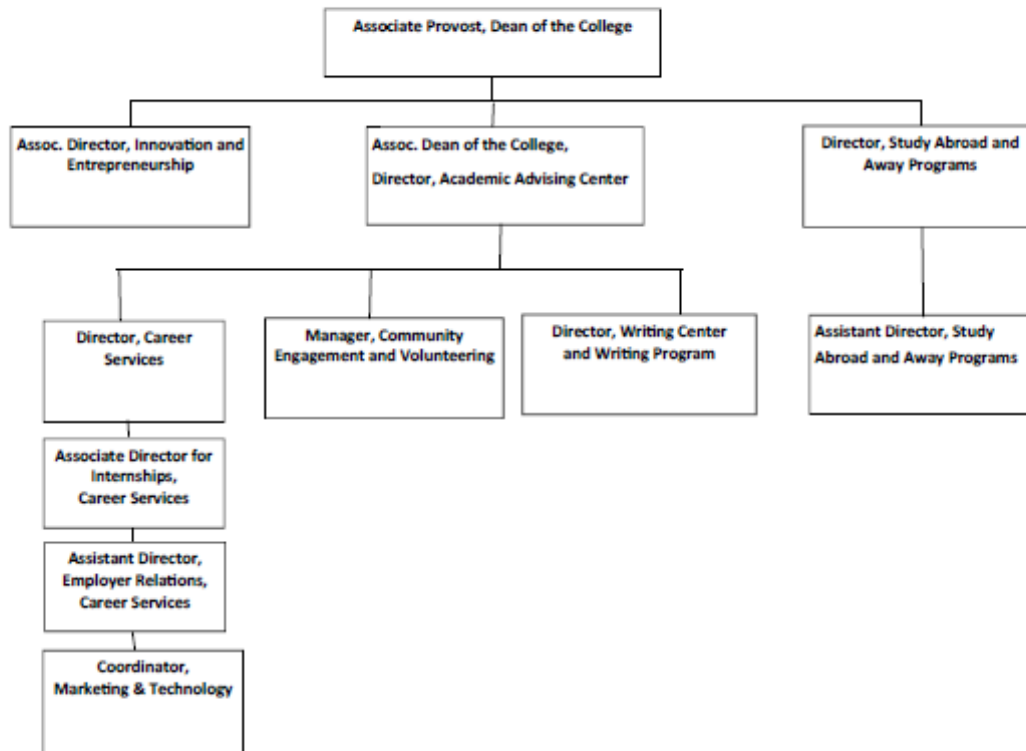 Associate Provost, Dean of the College
Assoc. Director, Innovation and
Entrepreneurship
Assoc. Dean of the College,
Director, Academic Advising Center
Director, Study Abroad and
Away Programs
Director, Career
Services
Manager, Community
Engagement and Volunteering
Director, Writing Center
and Writing Program
Assistant Director, Study
Abroad and Away Programs
Associate Director for
Internships,
Career Services
Assistant Director,
Employer Relations,
Career Services
Coordinator,
Marketing & Technology